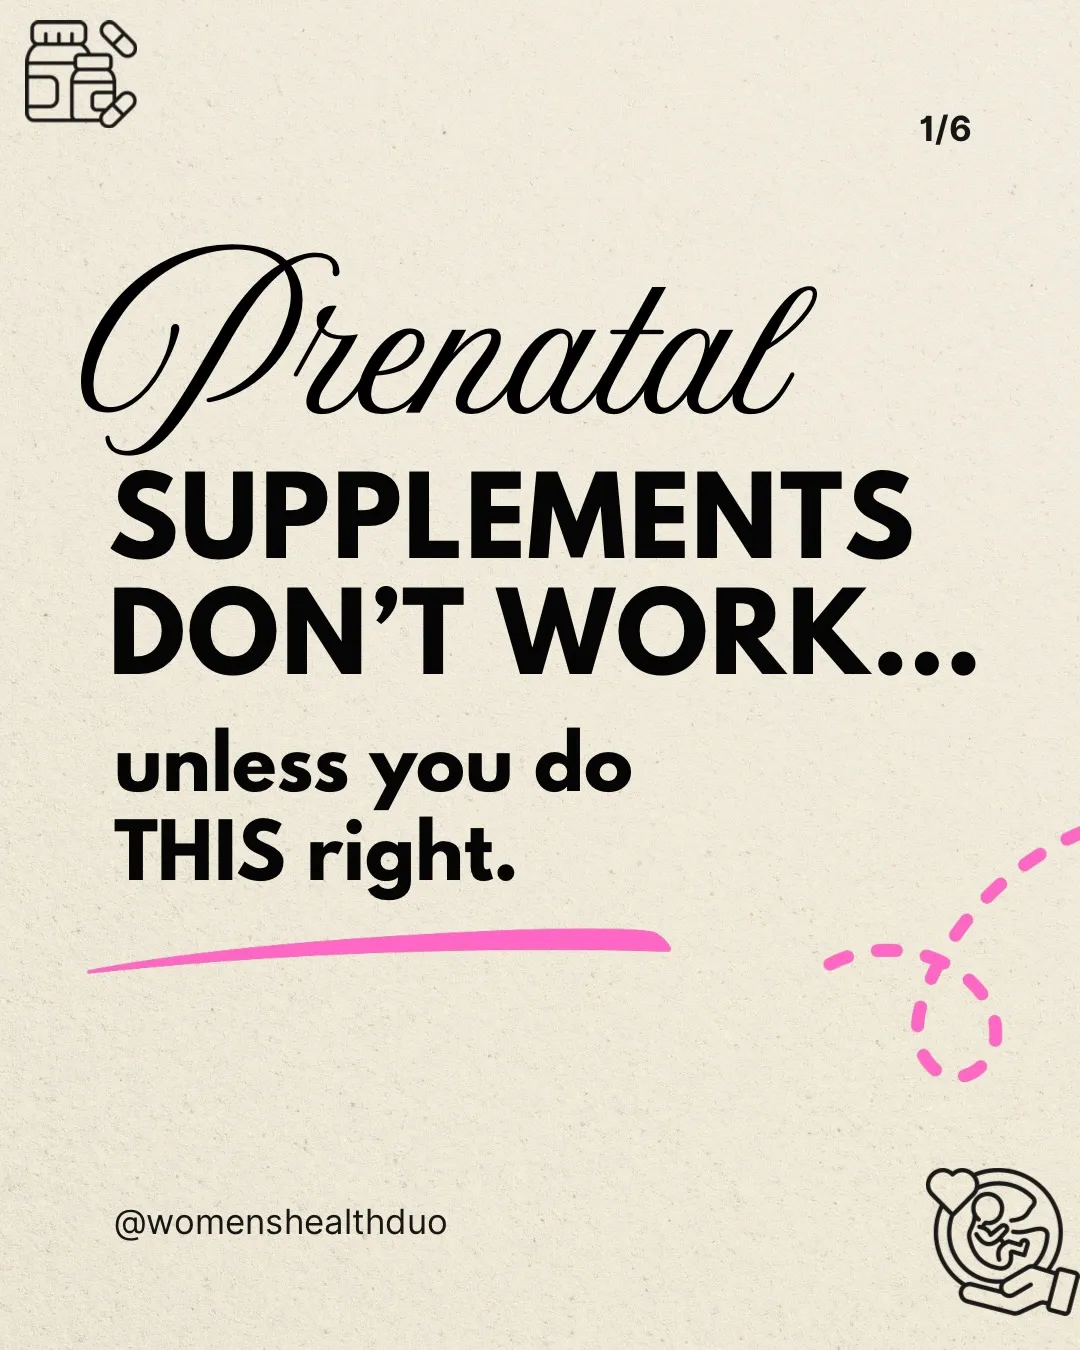 1/6
Prenatal
SUPPLEMENTS
DON’T WORK...
unless you do
THIS right.
@womenshealthduo